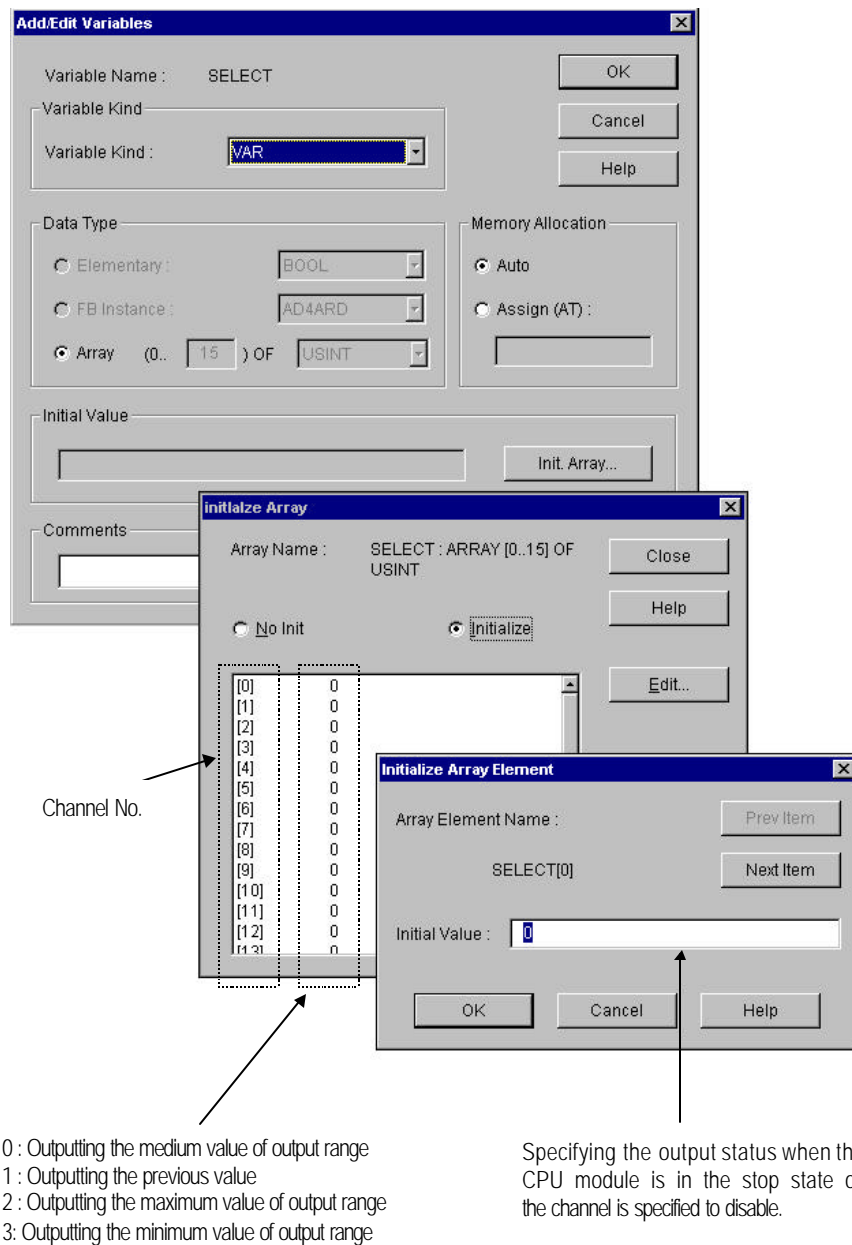 Add/Edit Variables
Variable Name : SELECT
OK
Variable Kind
Cancel
Variable Kind : VAR
Help
Data Type
Memory Allocation
Elementary : BOOL
Auto
FB Instance : AD4ARD
Assign (AT) :
Array (0.. 15 ) OF USINT
Initial Value
Init. Array...
Comments
initlalze Array
Array Name : SELECT : ARRAY [0..15] OF
USINT
Close
Help
No Init
Initialize
Edit...
[0] 0
[1] 0
[2] 0
[3] 0
[4] 0
[5] 0
[6] 0
[7] 0
[8] 0
[9] 0
[10] 0
[11] 0
[12] 0
[13] 0
Channel No.
Initialize Array Element
Array Element Name :
Prev Item
SELECT[0]
Next Item
Initial Value : 0
OK
Cancel
Help
0 : Outputting the medium value of output range
1 : Outputting the previous value
2 : Outputting the maximum value of output range
3: Outputting the minimum value of output range
Specifying the output status when th
CPU module is in the stop state o
the channel is specified to disable.